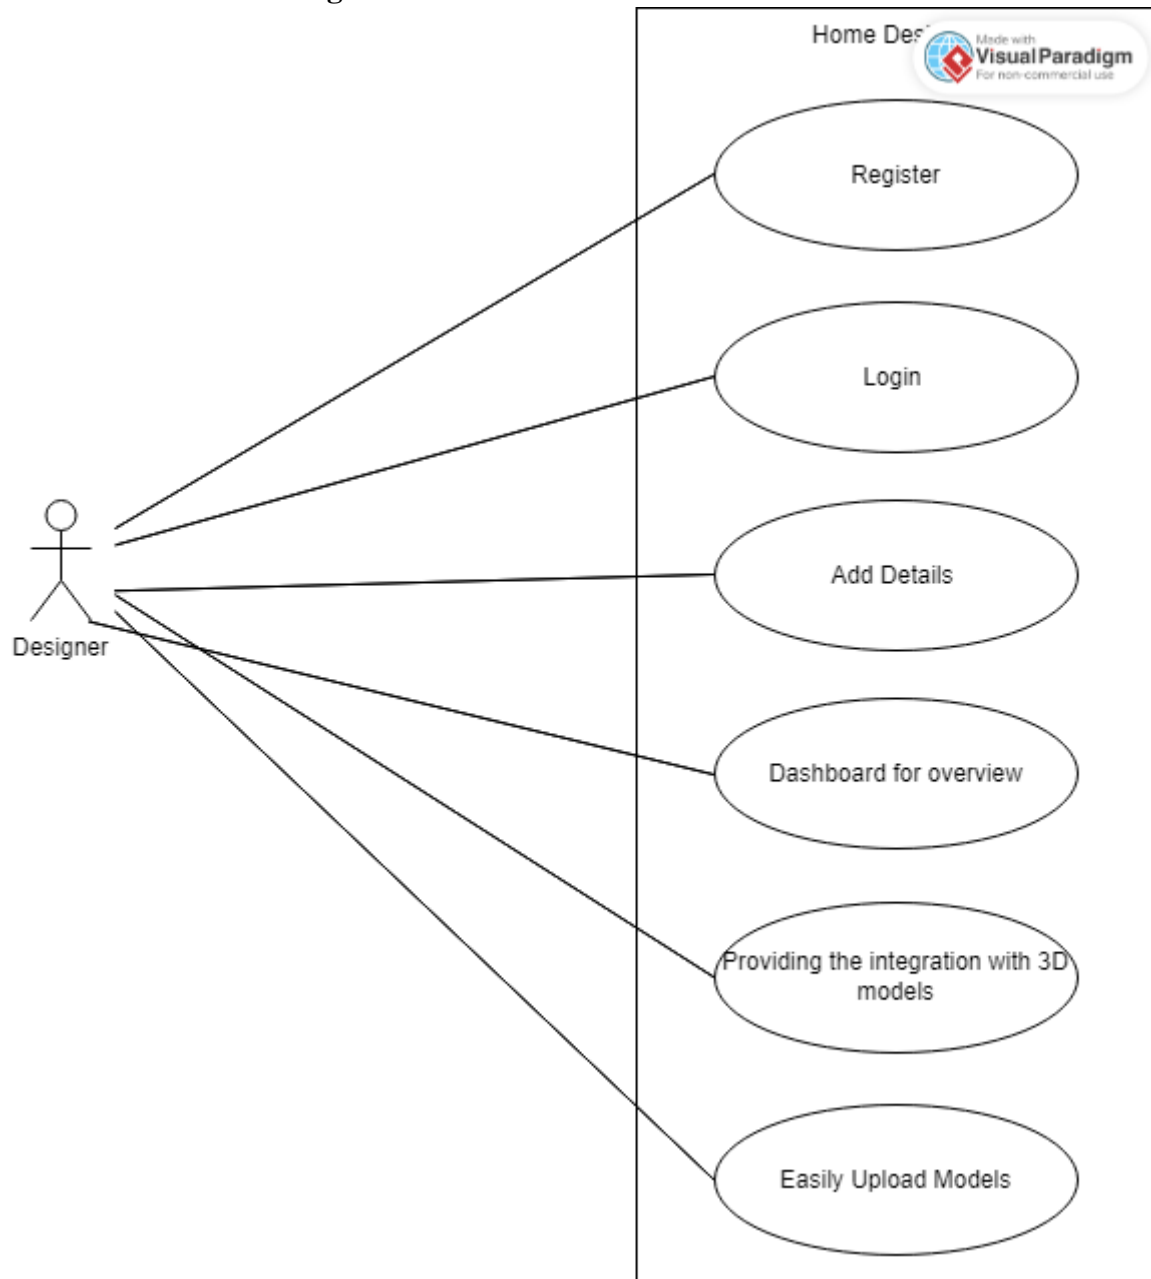 Home Des
Made with
Visual Paradigm
For non-commercial use
Register
Login
Add Details
Designer
Dashboard for overview
Providing the integration with 3D
models
Easily Upload Models